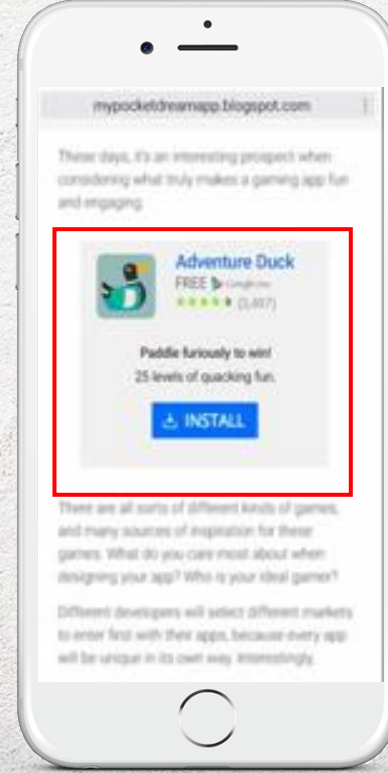 mypocketdreamapp.blogspot.com
These days, it's an interesting prospect when
considering what truly makes a gaming app fun
and engaging.
Adventure Duck
FREE Google Play
(3,487)
Paddle furiously to win!
25 levels of quacking fun.
INSTALL
There are all sorts of different kinds of games,
and many sources of inspiration for these
games. What do you care most about when
designing your app? Who is your ideal gamer?
Different developers will select different markets
to enter first with their apps, because every app
will be unique in its own way. Interestingly,